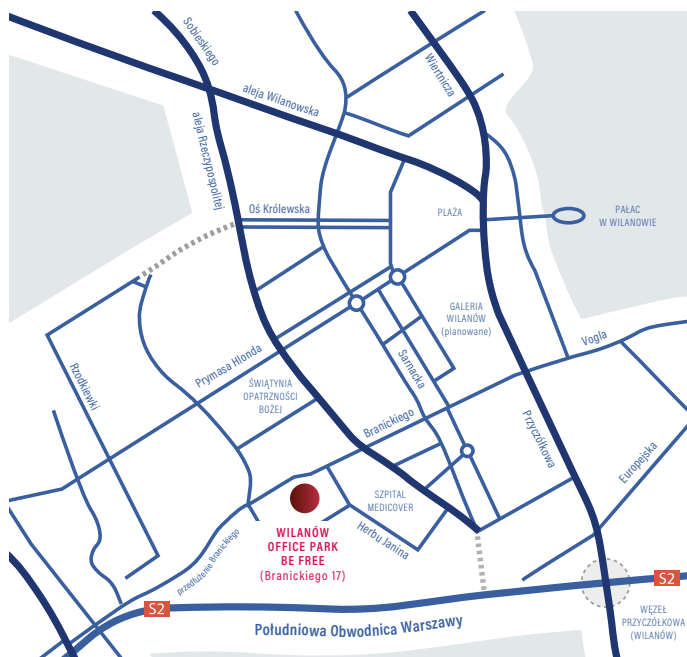 Sobieskiego
Wiertnicza
aleja Wilanowska
aleja Rzeczypospolitej
Oś Królewska
PLAŻA
PAŁAC
W WILANOWIE
GALERIA
WILANÓW
(planowane)
Vogla
Prymasa Hlonda
Sarnacka
Rzodkiewki
ŚWIĄTYNIA
OPATRZNOŚCI
BOŻEJ
Branickiego
Przyczółkowa
Europejska
SZPITAL
MEDICOVER
WILANÓW
OFFICE PARK
BE FREE
(Branickiego 17)
Herbu Janina
przedłużenie Branickiego
S2
S2
Południowa Obwodnica Warszawy
WĘZEŁ
PRZYCZÓŁKOWA
(WILANÓW)